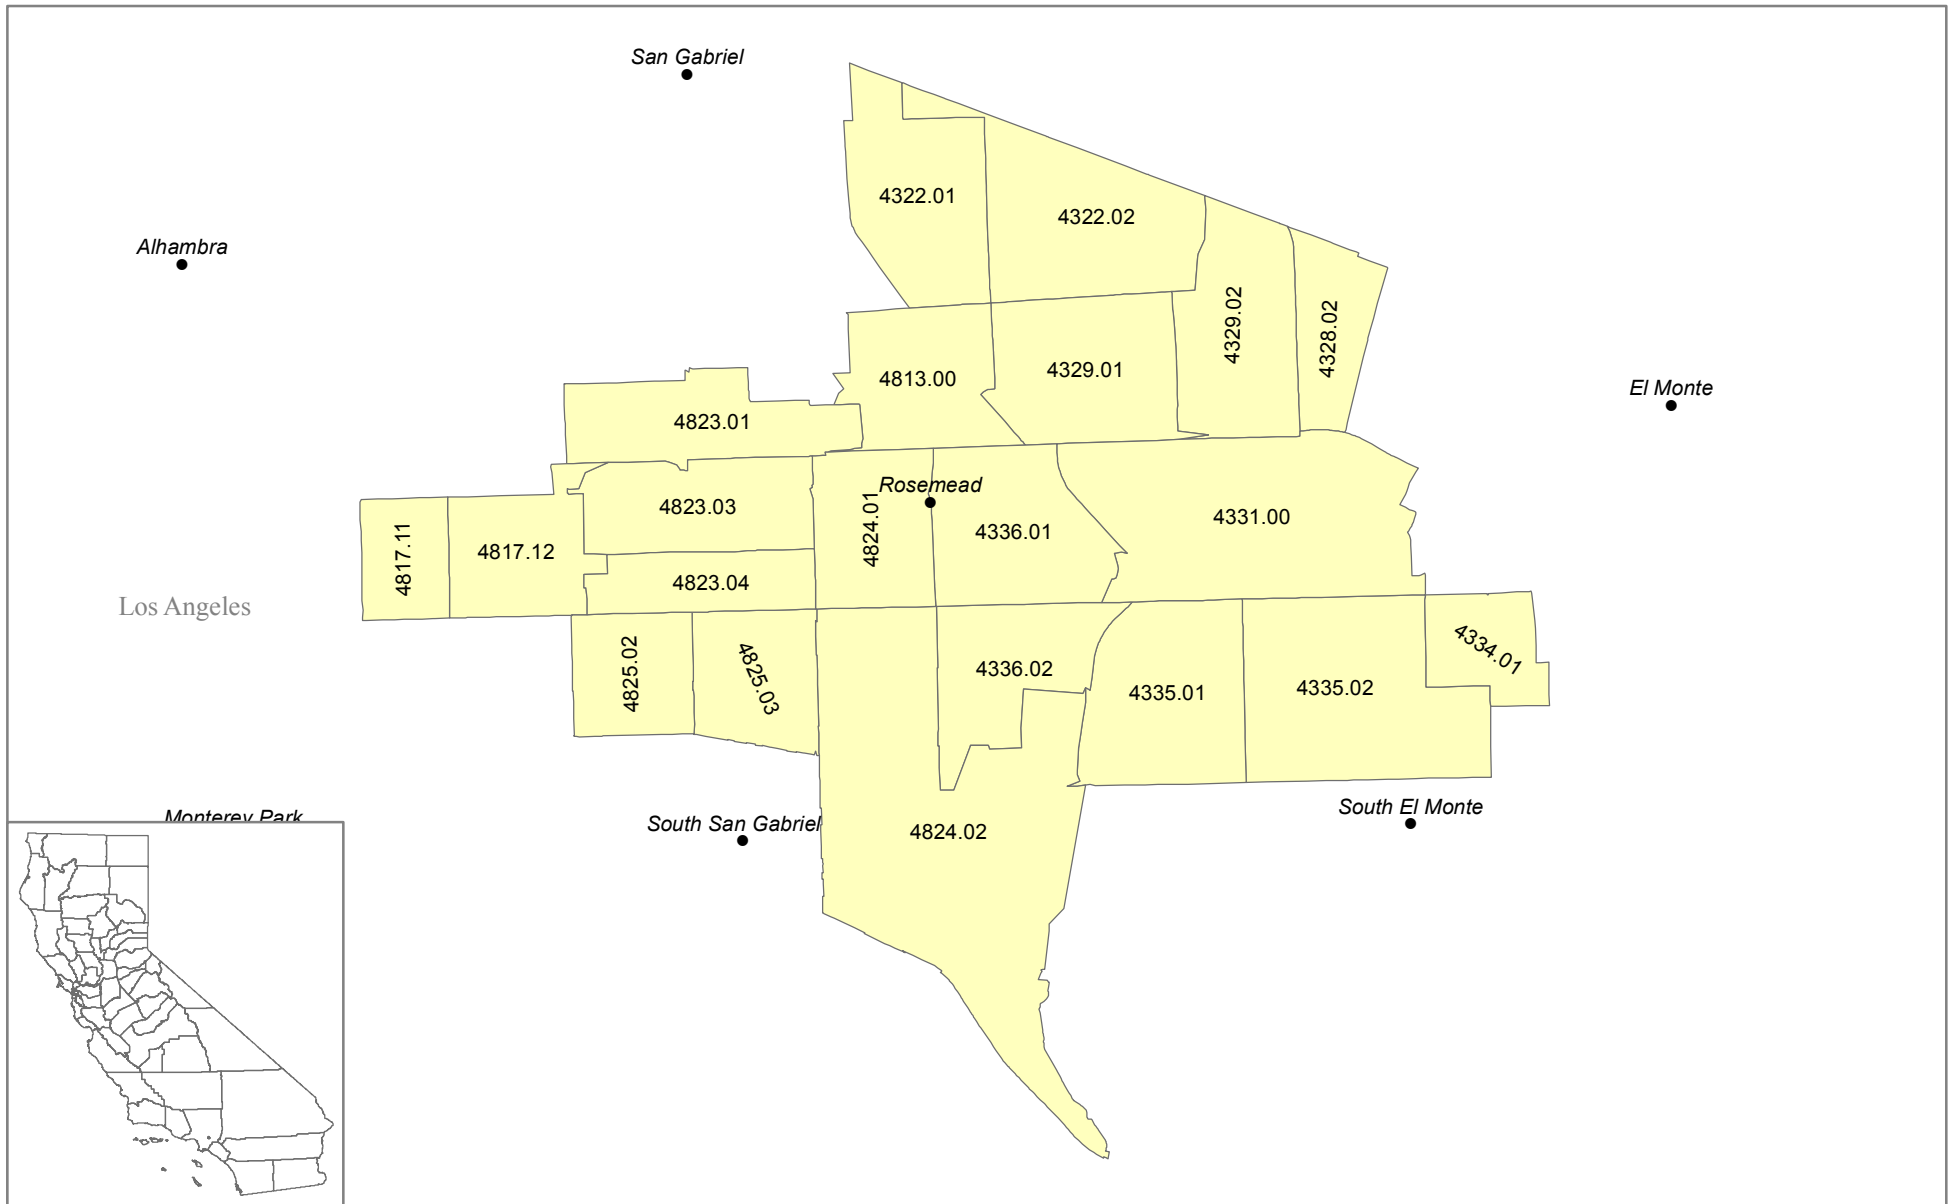 San Gabriel
4322.01
4322.02
Alhambra
4329.02
4328.02
4329.01
4813.00
El Monte
4823.01
Rosemead
4823.03
4824.01
4336.01
4331.00
4817.11
4817.12
4823.04
Los Angeles
4825.02
4825.03
4336.02
4335.01
4335.02
4334.01
Monterey Park
South San Gabriel
4824.02
South El Monte